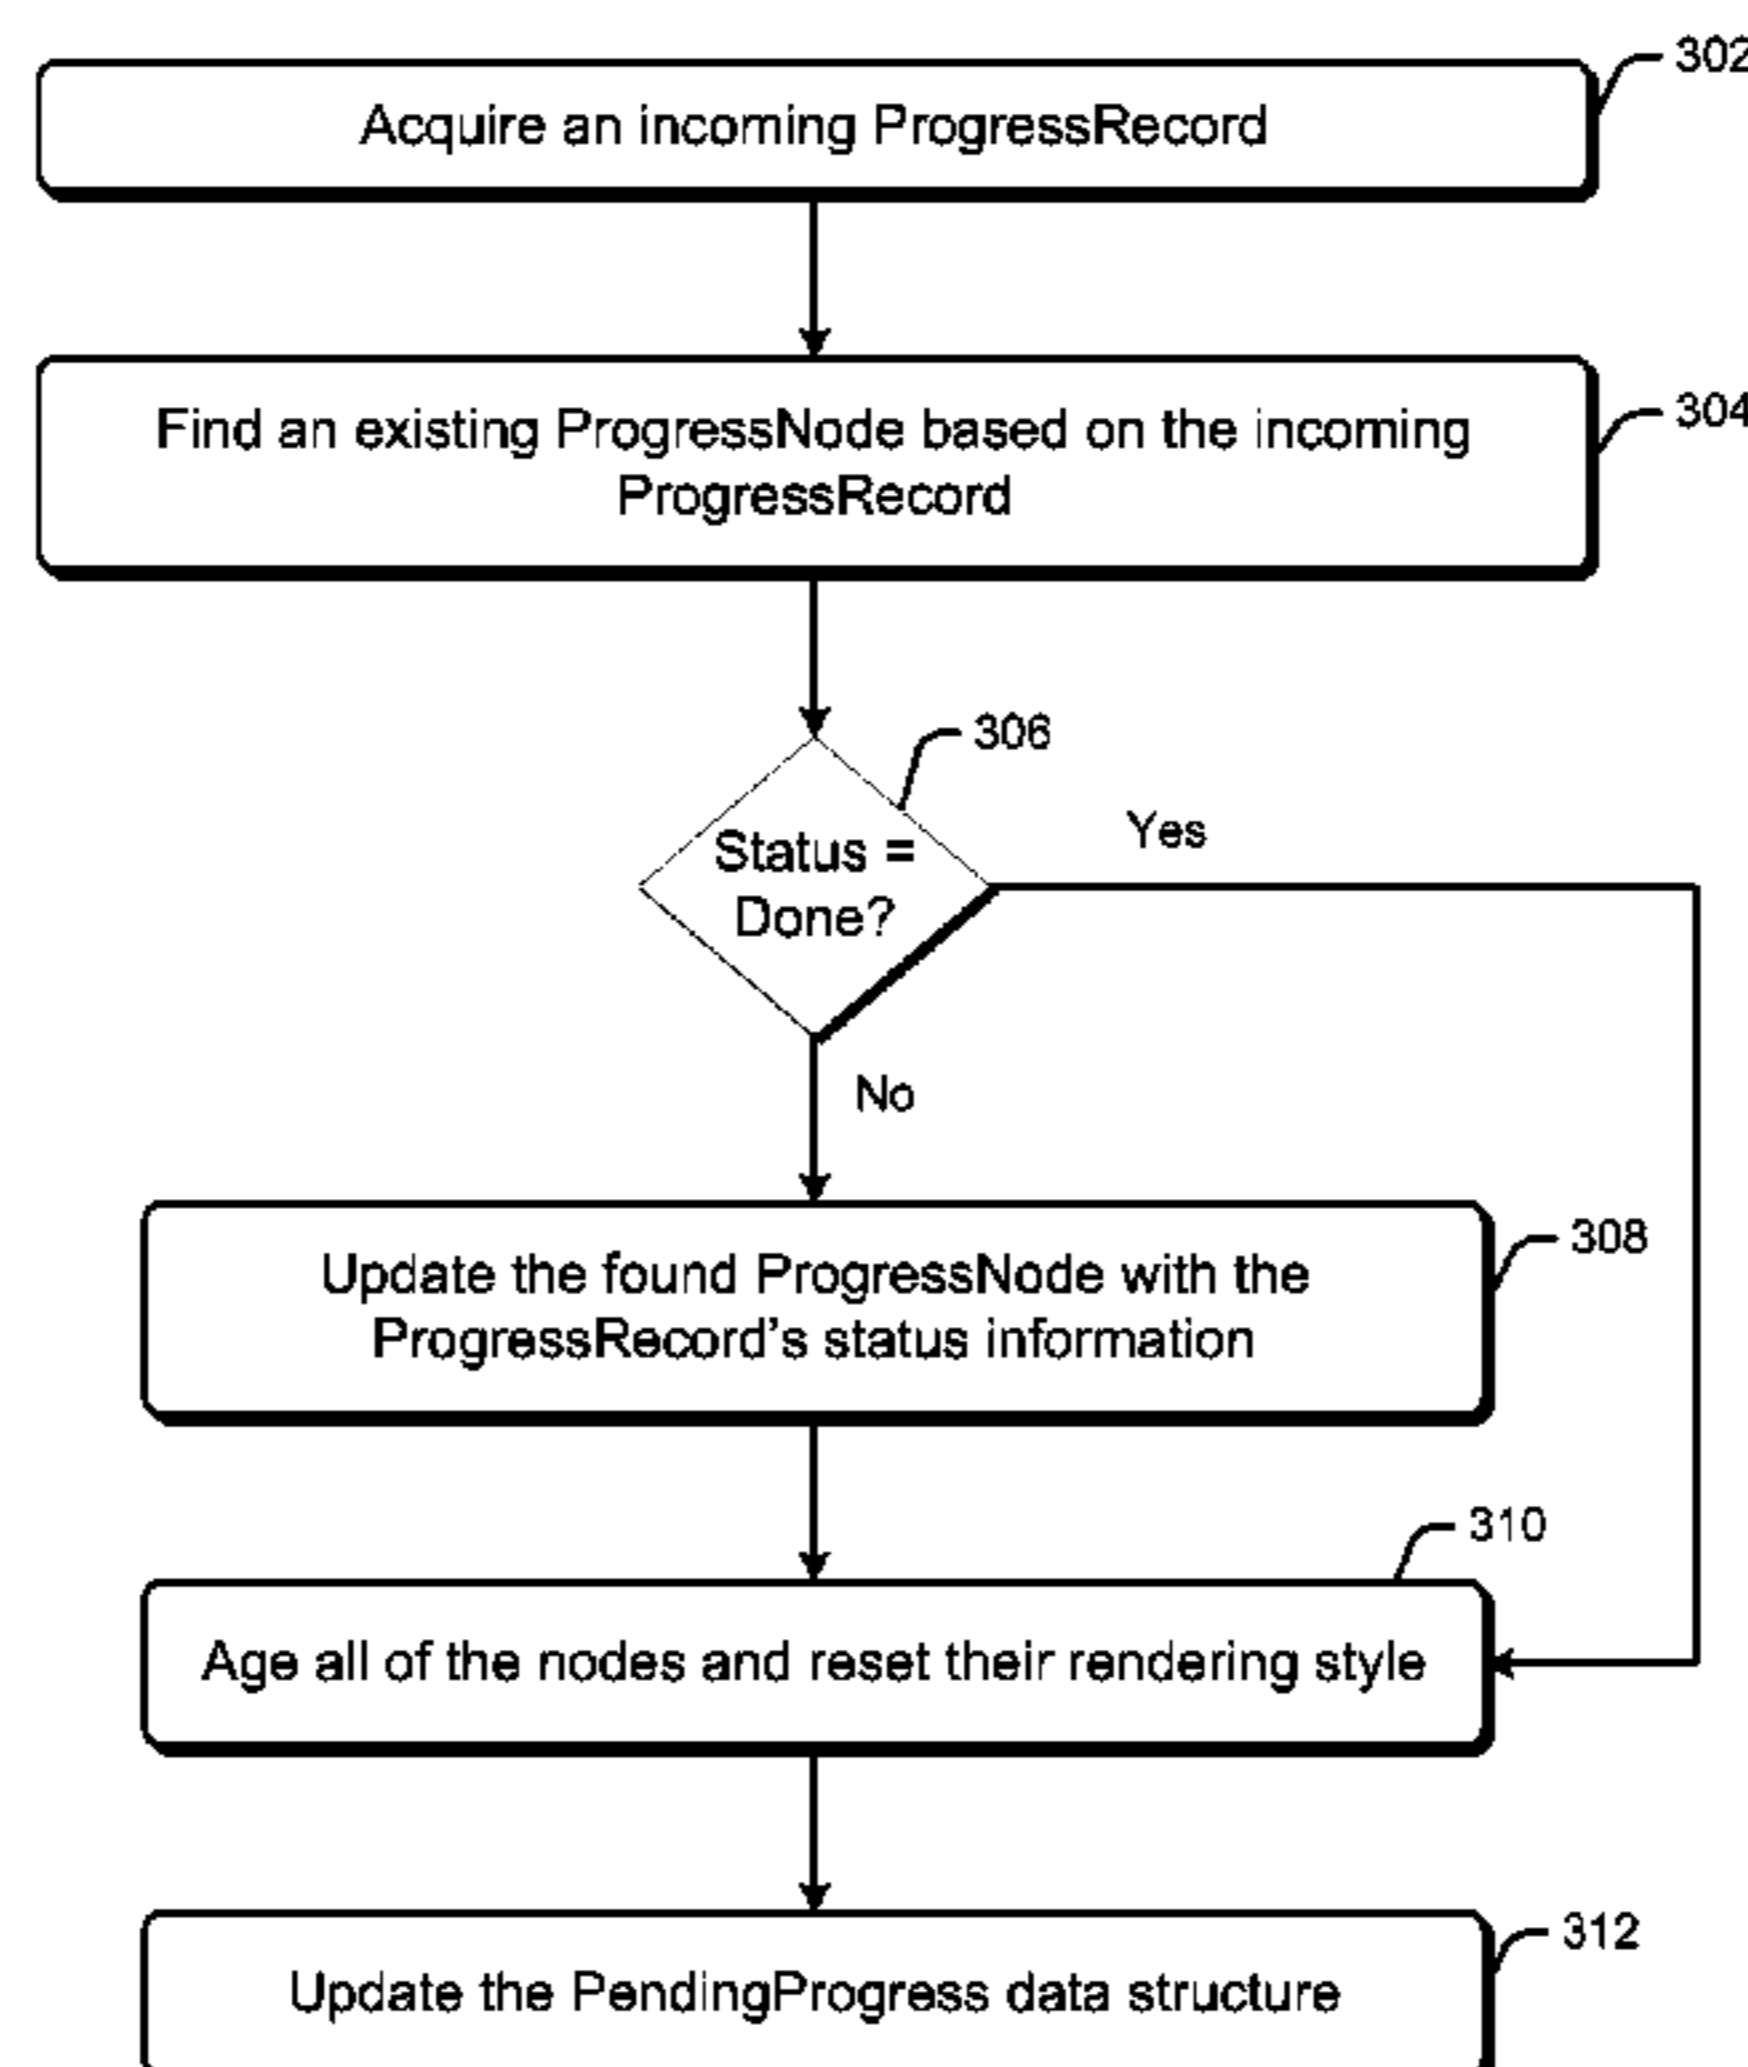 302
Acquire an incoming ProgressRecord
304
Find an existing ProgressNode based on the incoming
ProgressRecord
306
Yes
Status =
Done?
No
308
Update the found ProgressNode with the
ProgressRecord's status information
310
Age all of the nodes and reset their rendering style
312
Update the PendingProgress data structure